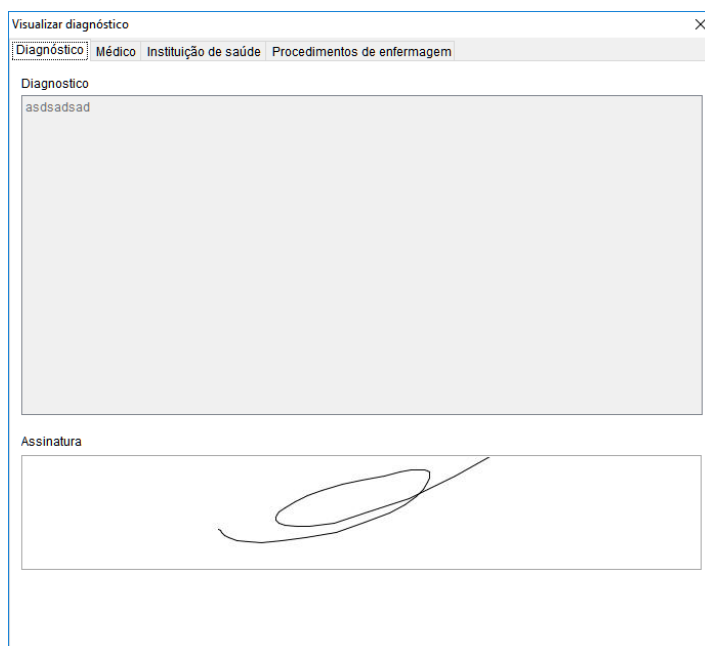 Visualizar diagnóstico
Diagnóstico Médico Instituição de saúde Procedimentos de enfermagem
Diagnostico
asdsadsad
Assinatura